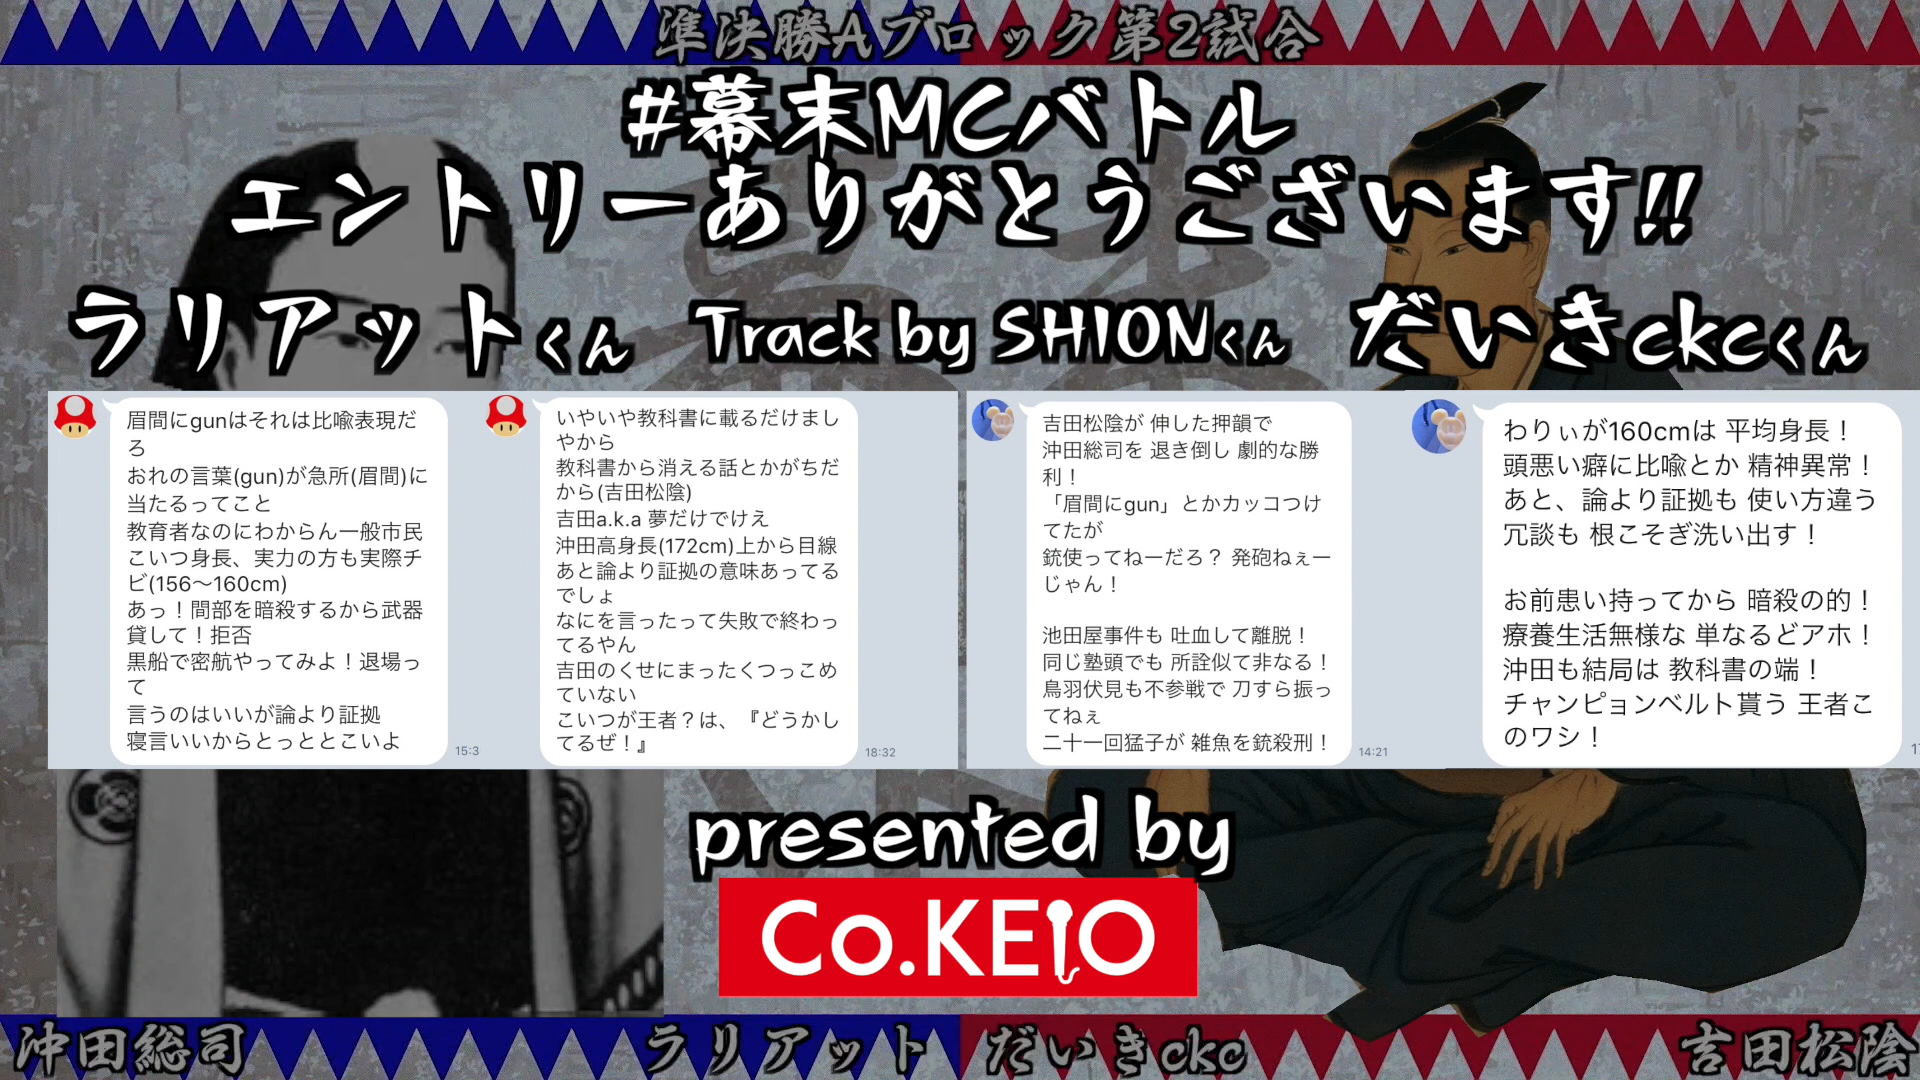 準決勝Aブロック第2試合
#幕末MCバトル
エントリーありがとうございます!!
ラリアットくん Track by SHIONくん だいきckcくん
眉間にgunはそれは比喩表現だ
ろ
おれの言葉(gun)が急所(眉間)に
当たるってこと
教育者なのにわからん一般市民
こいつ身長、実力の方も実際チ
ビ(156〜160cm)
あっ！間部を暗殺するから武器
貸して！拒否
黒船で密航やってみよ！退場っ
て
言うのはいいが論より証拠
寝言いいからとっととこいよ
15:3
いやいや教科書に載るだけまし
やから
教科書から消える話とかがちだ
から(吉田松陰)
吉田a.k.a 夢だけでけえ
沖田高身長(172cm)上から目線
あと論より証拠の意味あってる
でしょ
なにを言ったって失敗で終わっ
てるやん
吉田のくせにまったくつっこめ
ていない
こいつが王者？は、『どうかし
てるぜ！』
18:32
吉田松陰が 伸した押韻で
沖田総司を 退き倒し 劇的な勝
利！
「眉間にgun」とかカッコつけ
てたが
銃使ってねーだろ？ 発砲ねぇー
じゃん！
池田屋事件も 吐血して離脱！
同じ塾頭でも 所詮似て非なる！
鳥羽伏見も不参戦で 刀すら振っ
てねぇ
二十一回猛子が 雑魚を銃殺刑！
14:21
わりぃが160cmは 平均身長！
頭悪い癖に比喩とか 精神異常！
あと、論より証拠も 使い方違う
冗談も 根こそぎ洗い出す！
お前患い持ってから 暗殺の的！
療養生活無様な 単なるどアホ！
沖田も結局は 教科書の端！
チャンピョンベルト貰う 王者こ
のワシ！
presented by
Co.KEIO
沖田総司 ラリアット だいきckc 吉田松陰